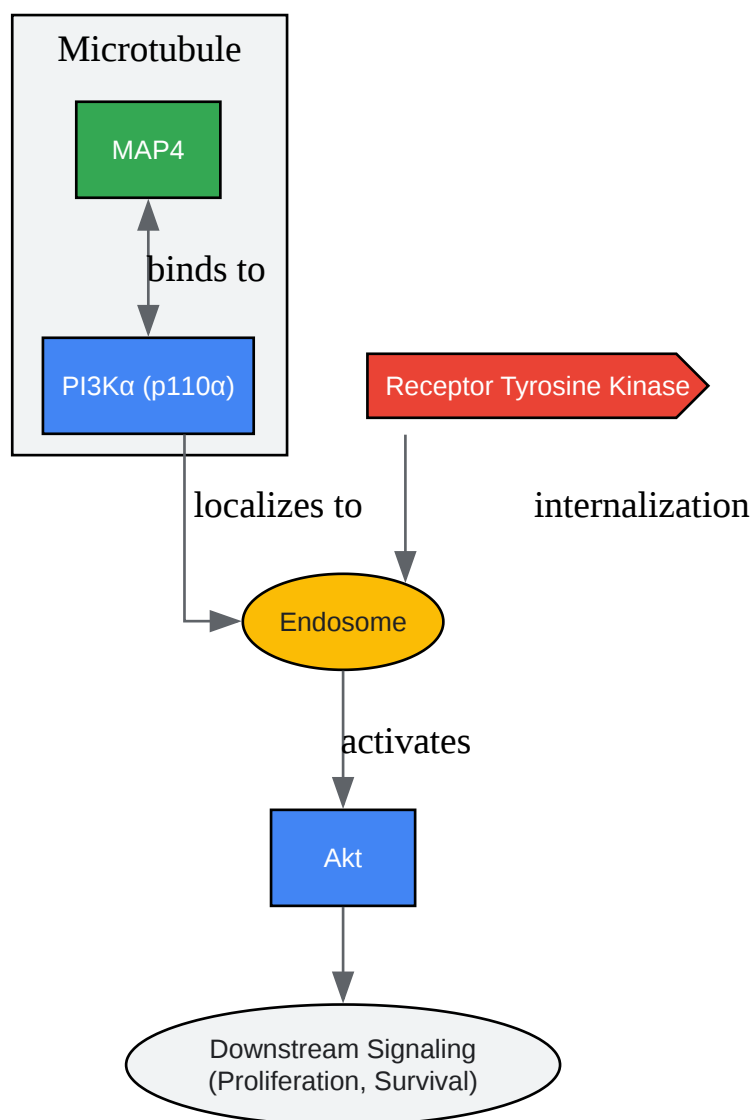 Microtubule
MAP4
binds to
PI3Kα (p110α)
Receptor Tyrosine Kinase
localizes to
internalization
Endosome
activates
Akt
Downstream Signaling
(Proliferation, Survival)